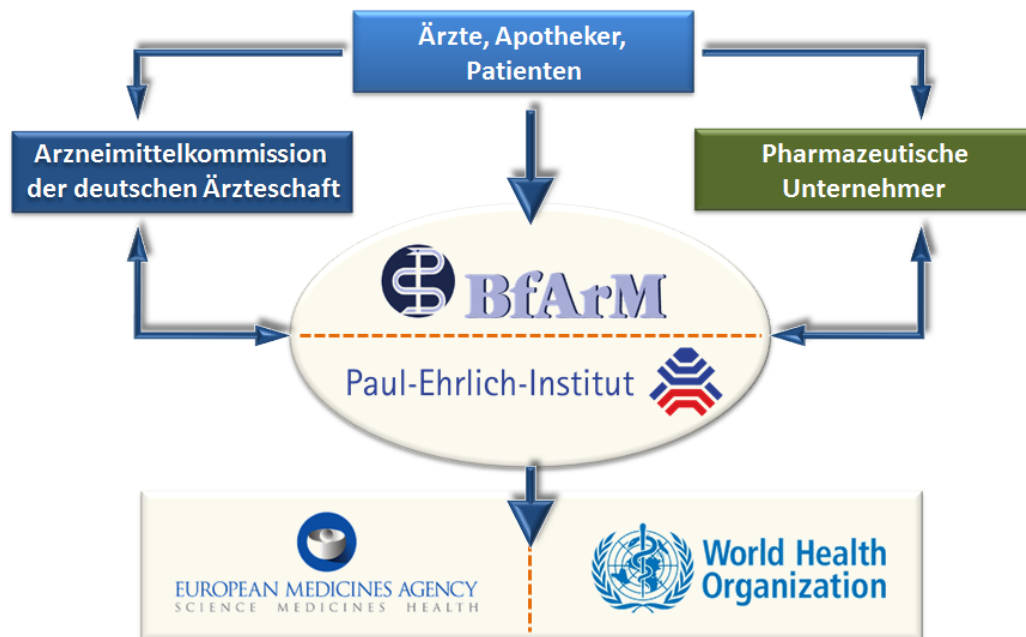 Ärzte, Apotheker,
Patienten
Arzneimittelkommission
der deutschen Ärzteschaft
Pharmazeutische
Unternehmer
BfArM
Paul-Ehrlich-Institut
EUROPEAN MEDICINES AGENCY
SCIENCE MEDICINES HEALTH
World Health
Organization